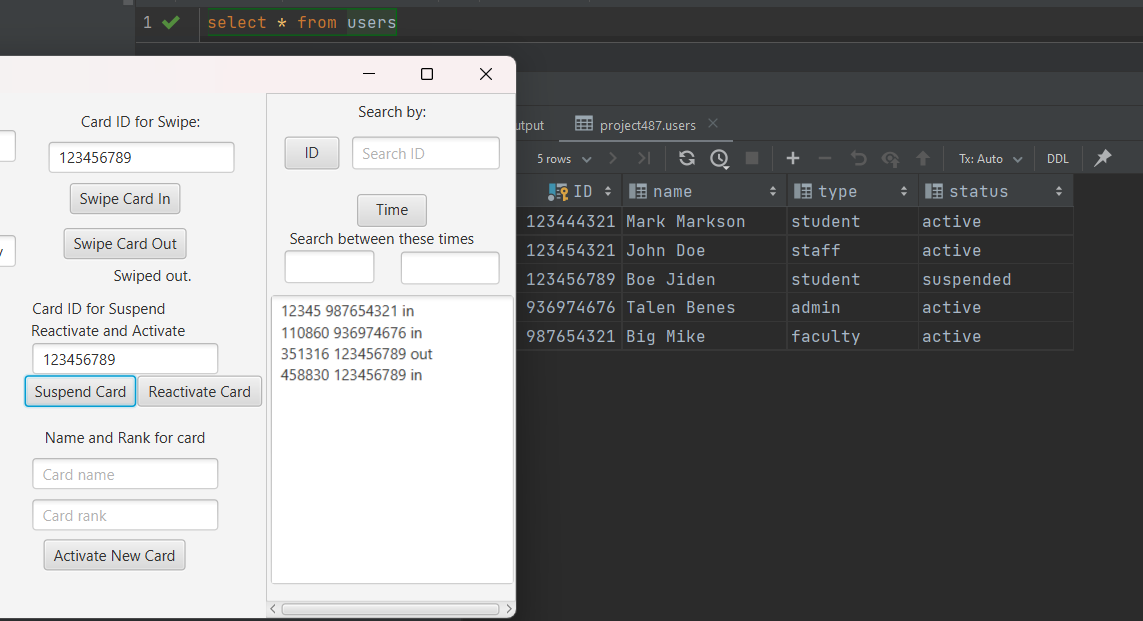 1 select * from users
Card ID for Swipe:
123456789
Swipe Card In
Swipe Card Out
Swiped out.
Card ID for Suspend
Reactivate and Activate
123456789
Suspend Card Reactivate Card
Name and Rank for card
Card name
Card rank
Activate New Card
Search by:
ID Search ID
Time
Search between these times
12345 987654321 in
110860 936974676 in
351316 123456789 out
458830 123456789 in
project487.users
5 rows Tx: Auto DDL
ID name type status
123444321 Mark Markson student active
123454321 John Doe staff active
123456789 Boe Jiden student suspended
936974676 Talen Benes admin active
987654321 Big Mike faculty active